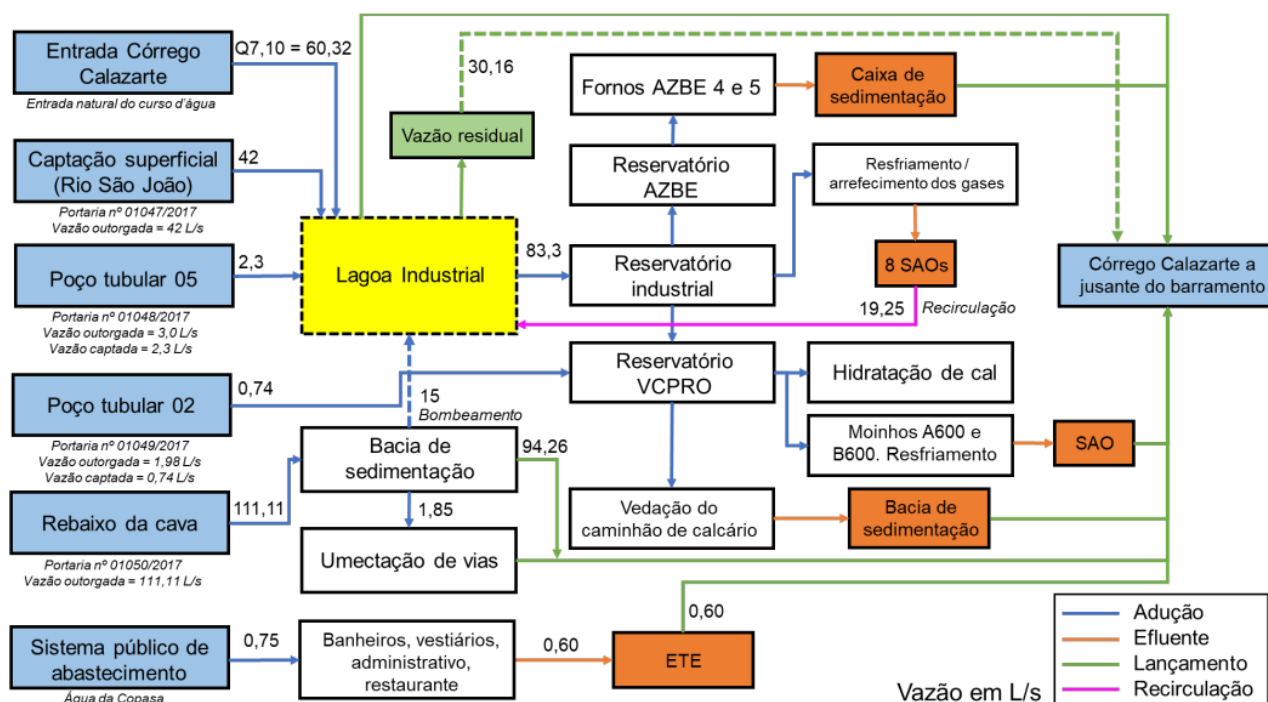 Entrada Córrego
Calazarte
Q7,10 = 60,32
Entrada natural do curso d'água
Captação superficial
(Rio São João)
42
Portaria nº 01047/2017
Vazão outorgada = 42 L/s
Poço tubular 05
2,3
Portaria nº 01048/2017
Vazão outorgada = 3,0 L/s
Vazão captada = 2,3 L/s
Poço tubular 02
0,74
Portaria nº 01049/2017
Vazão outorgada = 1,98 L/s
Vazão captada = 0,74 L/s
Rebaixo da cava
111,11
Portaria nº 01050/2017
Vazão outorgada = 111,11 L/s
Sistema público de
abastecimento
0,75
Água da Copasa
30,16
Vazão residual
Lagoa Industrial
83,3
15
Bombeamento
Bacia de
sedimentação
94,26
1,85
Umectação de vias
Banheiros, vestiários,
administrativo,
restaurante
0,60
ETE
0,60
Fornos AZBE 4 e 5
Caixa de
sedimentação
Reservatório
AZBE
Resfriamento /
arrefecimento dos gases
Reservatório
industrial
8 SAOs
19,25
Recirculação
Reservatório
VCPRO
Hidratação de cal
Moinhos A600 e
B600. Resfriamento
SAO
Vedação do
caminhão de calcário
Bacia de
sedimentação
Córrego Calazarte a
jusante do barramento
Adução
Efluente
Lançamento
Recirculação
Vazão em L/s